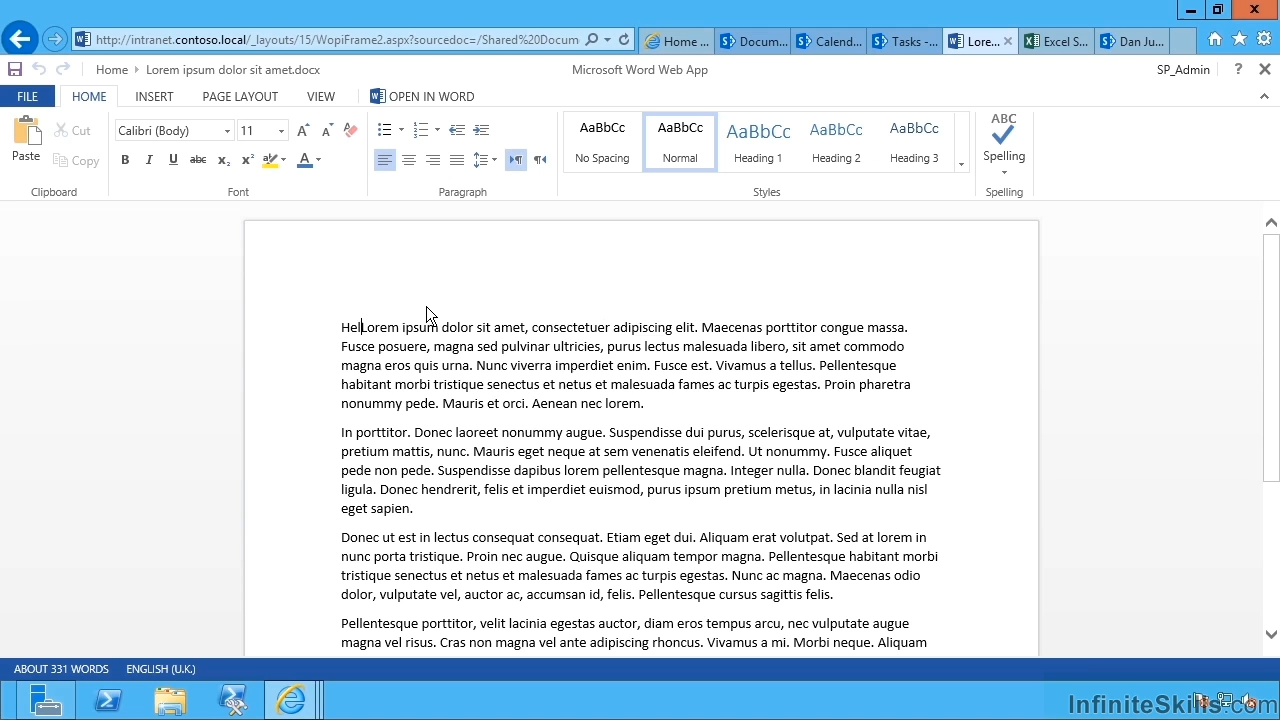 http://intranet.contoso.local/_layouts/15/WopiFrame2.aspx?sourcedoc=/Shared%20Docum
Home ...
Docum...
Calend...
Tasks -...
Lore...
Excel S...
Dan Ju...
Home
Lorem ipsum dolor sit amet.docx
Microsoft Word Web App
SP_Admin
?
FILE
HOME
INSERT
PAGE LAYOUT
VIEW
OPEN IN WORD
Paste
Cut
Copy
Clipboard
Calibri (Body)
11
Font
Paragraph
AaBbCc
No Spacing
AaBbCc
Normal
AaBbCc
Heading 1
AaBbCc
Heading 2
AaBbCc
Heading 3
Styles
ABC
Spelling
Spelling
HelLorem ipsum dolor sit amet, consectetuer adipiscing elit. Maecenas porttitor congue massa.
Fusce posuere, magna sed pulvinar ultricies, purus lectus malesuada libero, sit amet commodo
magna eros quis urna. Nunc viverra imperdiet enim. Fusce est. Vivamus a tellus. Pellentesque
habitant morbi tristique senectus et netus et malesuada fames ac turpis egestas. Proin pharetra
nonummy pede. Mauris et orci. Aenean nec lorem.
In porttitor. Donec laoreet nonummy augue. Suspendisse dui purus, scelerisque at, vulputate vitae,
pretium mattis, nunc. Mauris eget neque at sem venenatis eleifend. Ut nonummy. Fusce aliquet
pede non pede. Suspendisse dapibus lorem pellentesque magna. Integer nulla. Donec blandit feugiat
ligula. Donec hendrerit, felis et imperdiet euismod, purus ipsum pretium metus, in lacinia nulla nisl
eget sapien.
Donec ut est in lectus consequat consequat. Etiam eget dui. Aliquam erat volutpat. Sed at lorem in
nunc porta tristique. Proin nec augue. Quisque aliquam tempor magna. Pellentesque habitant morbi
tristique senectus et netus et malesuada fames ac turpis egestas. Nunc ac magna. Maecenas odio
dolor, vulputate vel, auctor ac, accumsan id, felis. Pellentesque cursus sagittis felis.
Pellentesque porttitor, velit lacinia egestas auctor, diam eros tempus arcu, nec vulputate augue
magna vel risus. Cras non magna vel ante adipiscing rhoncus. Vivamus a mi. Morbi neque. Aliquam
ABOUT 331 WORDS
ENGLISH (U.K.)
InfiniteSkills.com